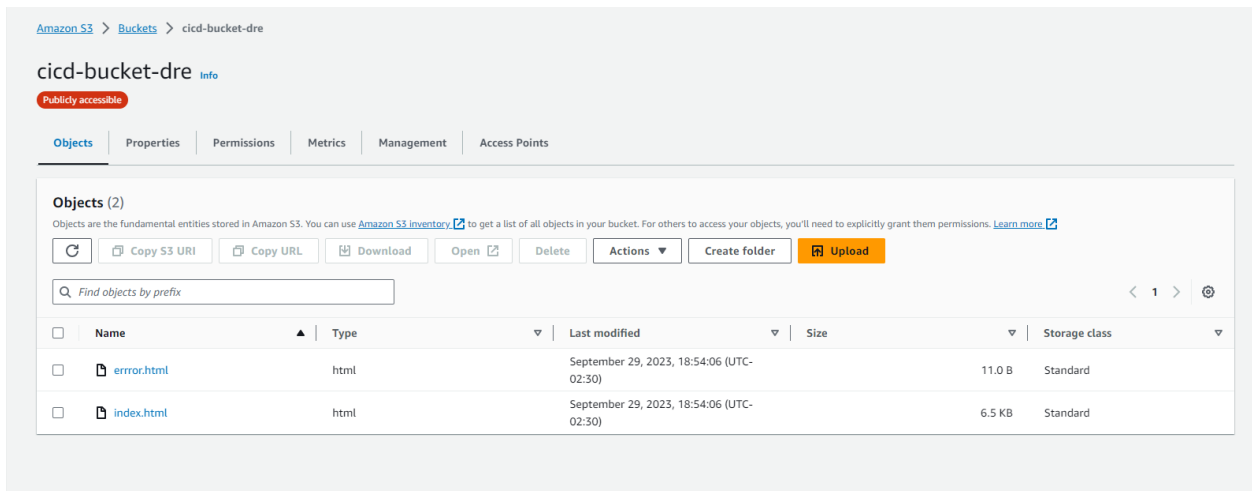 Amazon S3 > Buckets > cicd-bucket-dre
cicd-bucket-dre Info
Publicly accessible
Objects Properties Permissions Metrics Management Access Points
Objects (2)
Objects are the fundamental entities stored in Amazon S3. You can use Amazon S3 inventory to get a list of all objects in your bucket. For others to access your objects, you'll need to explicitly grant them permissions. Learn more
Copy S3 URI Copy URL Download Open Delete Actions Create folder Upload
Find objects by prefix < 1 >
Name Type Last modified Size Storage class
errror.html html September 29, 2023, 18:54:06 (UTC-02:30) 11.0 B Standard
index.html html September 29, 2023, 18:54:06 (UTC-02:30) 6.5 KB Standard